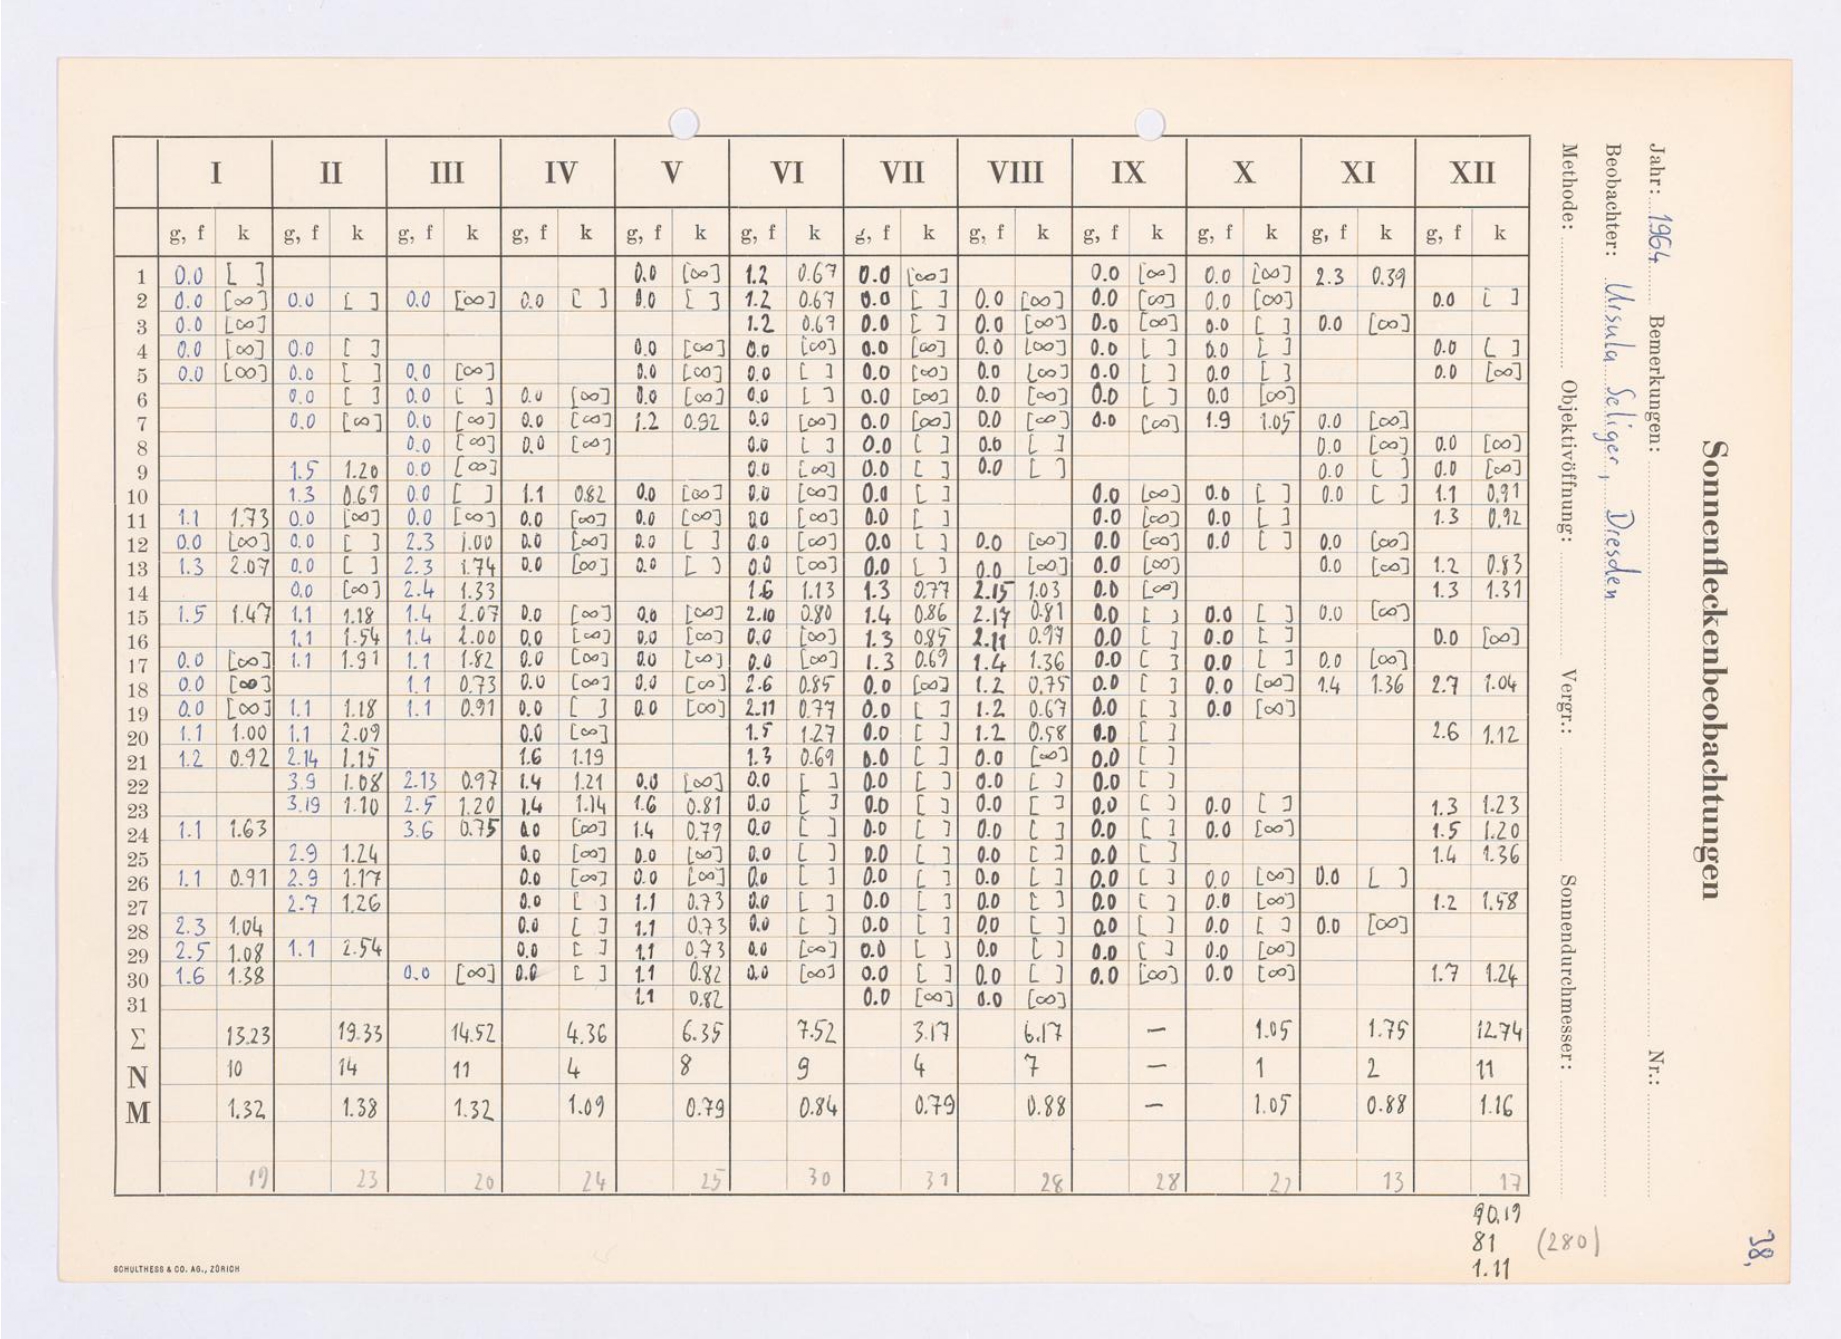 Sonnenfleckenbeobachtungen
Jahr: 1964 Bemerkungen: Nr.:
Beobachter: Ursula Seliger, Dresden
Methode: Objektivöffnung: Vergr.: Sonnendurchmesser:
38,
I II III IV V VI VII VIII IX X XI XII
g, f k g, f k g, f k g, f k g, f k g, f k g, f k g, f k g, f k g, f k g, f k g, f k
1 0.0 [ ] 0.0 [∞] 1.2 0.67 0.0 [∞] 0.0 [∞] 0.0 [∞] 2.3 0.39
2 0.0 [∞] 0.0 [ ] 0.0 [∞] 0.0 [ ] 0.0 [ ] 1.2 0.67 0.0 [ ] 0.0 [∞] 0.0 [∞] 0.0 [∞] 0.0 [ ]
3 0.0 [∞] 1.2 0.67 0.0 [ ] 0.0 [∞] 0.0 [∞] 0.0 [ ] 0.0 [∞]
4 0.0 [∞] 0.0 [ ] 0.0 [∞] 0.0 [∞] 0.0 [∞] 0.0 [∞] 0.0 [ ] 0.0 [ ] 0.0 [ ]
5 0.0 [∞] 0.0 [ ] 0.0 [∞] 0.0 [∞] 0.0 [ ] 0.0 [∞] 0.0 [∞] 0.0 [ ] 0.0 [ ] 0.0 [∞]
6 0.0 [ ] 0.0 [ ] 0.0 [∞] 0.0 [∞] 0.0 [ ] 0.0 [∞] 0.0 [∞] 0.0 [ ] 0.0 [∞]
7 0.0 [∞] 0.0 [∞] 0.0 [∞] 1.2 0.92 0.0 [∞] 0.0 [∞] 0.0 [∞] 0.0 [∞] 1.9 1.05 0.0 [∞]
8 0.0 [∞] 0.0 [∞] 0.0 [ ] 0.0 [ ] 0.0 [ ] 0.0 [∞] 0.0 [∞]
9 1.5 1.20 0.0 [∞] 0.0 [∞] 0.0 [ ] 0.0 [ ] 0.0 [ ] 0.0 [∞]
10 1.3 0.69 0.0 [ ] 1.1 0.82 0.0 [∞] 0.0 [∞] 0.0 [ ] 0.0 [∞] 0.0 [ ] 0.0 [ ] 1.1 0.91
11 1.1 1.73 0.0 [∞] 0.0 [∞] 0.0 [∞] 0.0 [∞] 0.0 [∞] 0.0 [ ] 0.0 [∞] 0.0 [ ] 1.3 0.92
12 0.0 [∞] 0.0 [ ] 2.3 1.00 0.0 [∞] 0.0 [ ] 0.0 [∞] 0.0 [ ] 0.0 [∞] 0.0 [∞] 0.0 [ ] 0.0 [∞]
13 1.3 2.07 0.0 [ ] 2.3 1.74 0.0 [∞] 0.0 [ ] 0.0 [∞] 0.0 [ ] 0.0 [∞] 0.0 [∞] 0.0 [∞] 1.2 0.83
14 0.0 [∞] 2.4 1.33 1.6 1.13 1.3 0.77 2.15 1.03 0.0 [∞] 1.3 1.31
15 1.5 1.47 1.1 1.18 1.4 2.07 0.0 [∞] 0.0 [∞] 2.10 0.80 1.4 0.86 2.17 0.81 0.0 [ ] 0.0 [ ] 0.0 [∞]
16 1.1 1.54 1.4 1.00 0.0 [∞] 0.0 [∞] 0.0 [∞] 1.3 0.85 2.11 0.97 0.0 [ ] 0.0 [ ] 0.0 [∞]
17 0.0 [∞] 1.1 1.91 1.1 1.82 0.0 [∞] 0.0 [∞] 0.0 [∞] 1.3 0.69 1.4 1.36 0.0 [ ] 0.0 [ ] 0.0 [∞]
18 0.0 [∞] 1.1 0.73 0.0 [∞] 0.0 [∞] 2.6 0.85 0.0 [∞] 1.2 0.75 0.0 [ ] 0.0 [∞] 1.4 1.36 2.7 1.04
19 0.0 [∞] 1.1 1.18 1.1 0.91 0.0 [ ] 0.0 [∞] 2.11 0.77 0.0 [ ] 1.2 0.67 0.0 [ ] 0.0 [∞]
20 1.1 1.00 1.1 2.09 0.0 [∞] 1.5 1.27 0.0 [ ] 1.2 0.58 0.0 [ ] 2.6 1.12
21 1.2 0.92 2.14 1.15 1.6 1.19 1.3 0.69 0.0 [ ] 0.0 [∞] 0.0 [ ]
22 3.9 1.08 2.13 0.97 1.4 1.21 0.0 [∞] 0.0 [ ] 0.0 [ ] 0.0 [ ] 0.0 [ ]
23 3.19 1.10 2.5 1.20 1.4 1.14 1.6 0.81 0.0 [ ] 0.0 [ ] 0.0 [ ] 0.0 [ ] 0.0 [ ] 1.3 1.23
24 1.1 1.63 3.6 0.75 0.0 [∞] 1.4 0.79 0.0 [ ] 0.0 [ ] 0.0 [ ] 0.0 [ ] 0.0 [∞] 1.5 1.20
25 2.9 1.24 0.0 [∞] 0.0 [∞] 0.0 [ ] 0.0 [ ] 0.0 [ ] 0.0 [ ] 1.4 1.36
26 1.1 0.91 2.9 1.17 0.0 [∞] 0.0 [∞] 0.0 [ ] 0.0 [ ] 0.0 [ ] 0.0 [ ] 0.0 [∞] 0.0 [ ]
27 2.7 1.26 0.0 [ ] 1.1 0.73 0.0 [ ] 0.0 [ ] 0.0 [ ] 0.0 [ ] 0.0 [∞] 1.2 1.58
28 2.3 1.04 0.0 [ ] 1.1 0.73 0.0 [ ] 0.0 [ ] 0.0 [ ] 0.0 [ ] 0.0 [ ] 0.0 [∞]
29 2.5 1.08 1.1 2.54 0.0 [ ] 1.1 0.73 0.0 [∞] 0.0 [ ] 0.0 [ ] 0.0 [ ] 0.0 [∞]
30 1.6 1.38 0.0 [∞] 0.0 [ ] 1.1 0.82 0.0 [∞] 0.0 [ ] 0.0 [ ] 0.0 [∞] 0.0 [∞] 1.7 1.24
31 1.1 0.82 0.0 [∞] 0.0 [∞]
Σ 13.23 19.33 14.52 4.36 6.35 7.52 3.17 6.17 — 1.05 1.75 12.74
N 10 14 11 4 8 9 4 7 — 1 2 11
M 1.32 1.38 1.32 1.09 0.79 0.84 0.79 0.88 — 1.05 0.88 1.16
19 23 20 24 25 30 31 28 28 22 13 17
90.19
81 (280)
1.11
SCHULTHESS & CO. AG., ZÜRICH